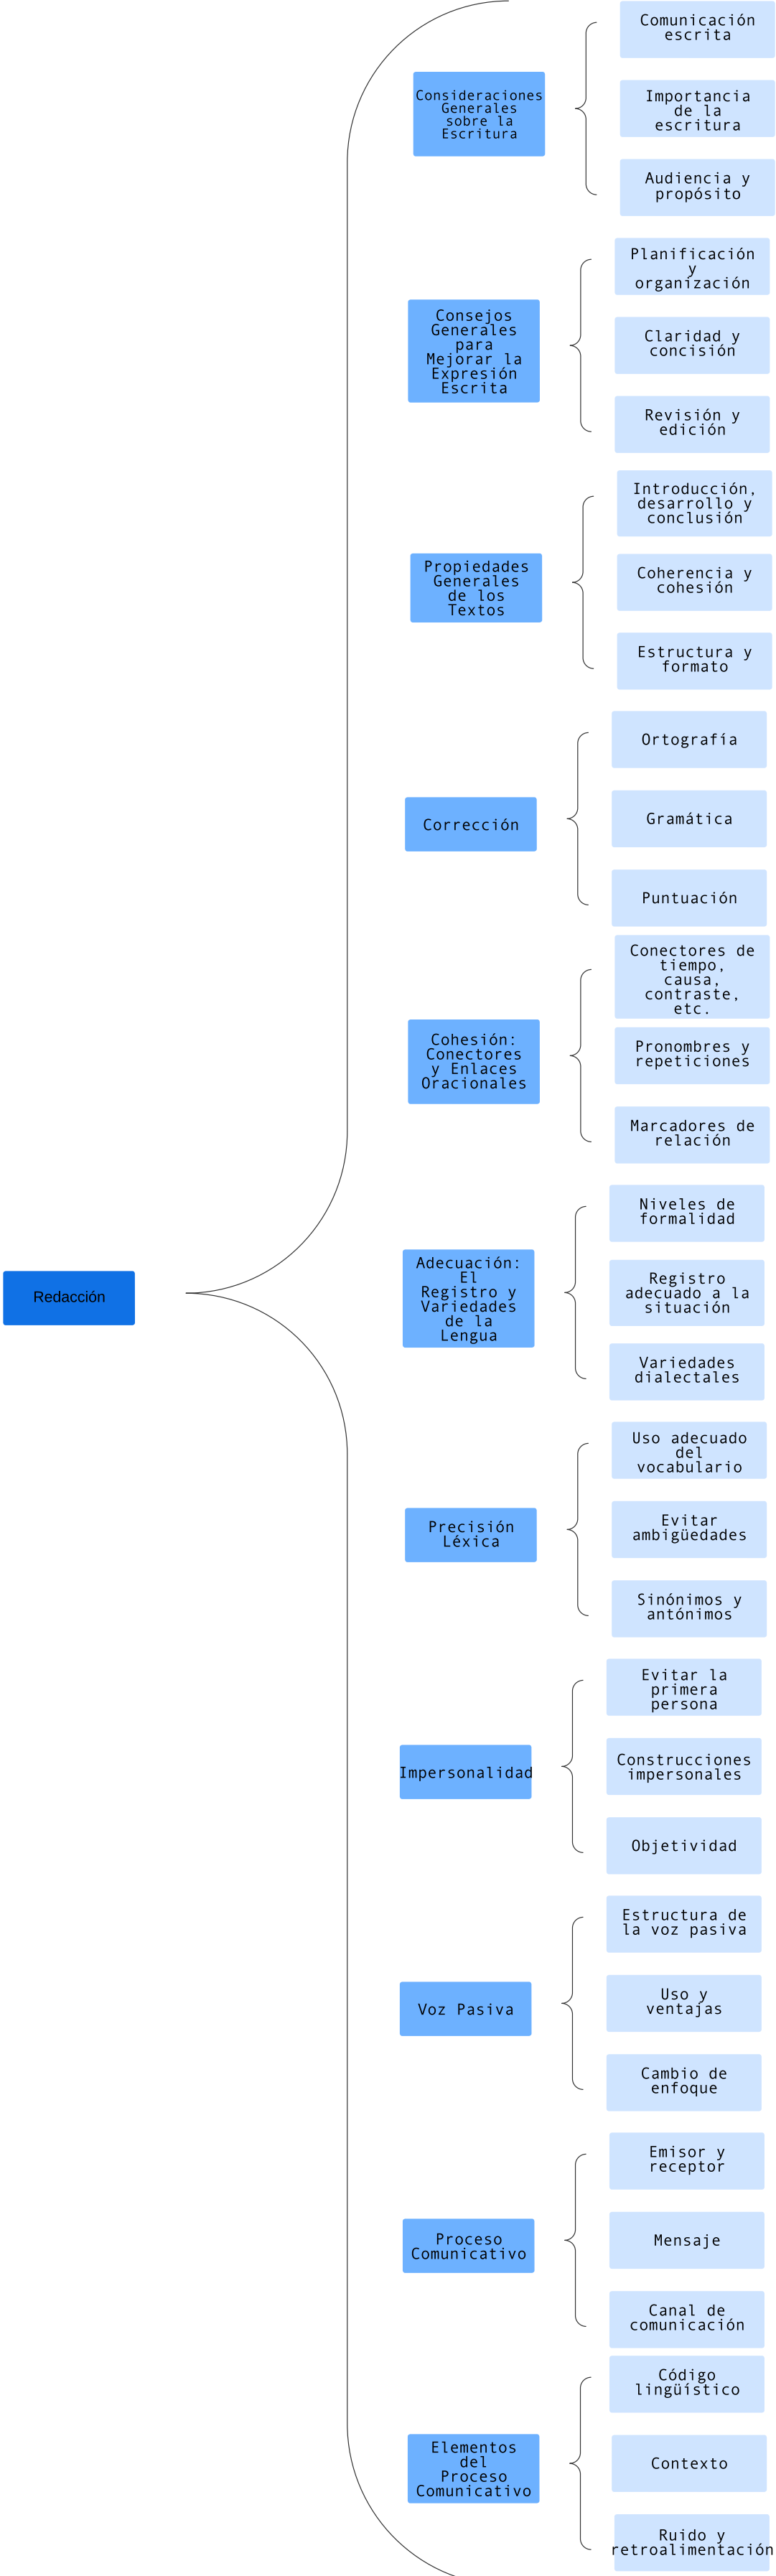 Redacción
Consideraciones
Generales
sobre la
Escritura
Comunicación
escrita
Importancia
de la
escritura
Audiencia y
propósito
Consejos
Generales
para
Mejorar la
Expresión
Escrita
Planificación
y
organización
Claridad y
concisión
Revisión y
edición
Propiedades
Generales
de los
Textos
Introducción,
desarrollo y
conclusión
Coherencia y
cohesión
Estructura y
formato
Corrección
Ortografía
Gramática
Puntuación
Cohesión:
Conectores
y Enlaces
Oracionales
Conectores de
tiempo,
causa,
contraste,
etc.
Pronombres y
repeticiones
Marcadores de
relación
Adecuación:
El
Registro y
Variedades
de la
Lengua
Niveles de
formalidad
Registro
adecuado a la
situación
Variedades
dialectales
Precisión
Léxica
Uso adecuado
del
vocabulario
Evitar
ambigüedades
Sinónimos y
antónimos
Impersonalidad
Evitar la
primera
persona
Construcciones
impersonales
Objetividad
Voz Pasiva
Estructura de
la voz pasiva
Uso y
ventajas
Cambio de
enfoque
Proceso
Comunicativo
Emisor y
receptor
Mensaje
Canal de
comunicación
Elementos
del
Proceso
Comunicativo
Código
lingüístico
Contexto
Ruido y
retroalimentación